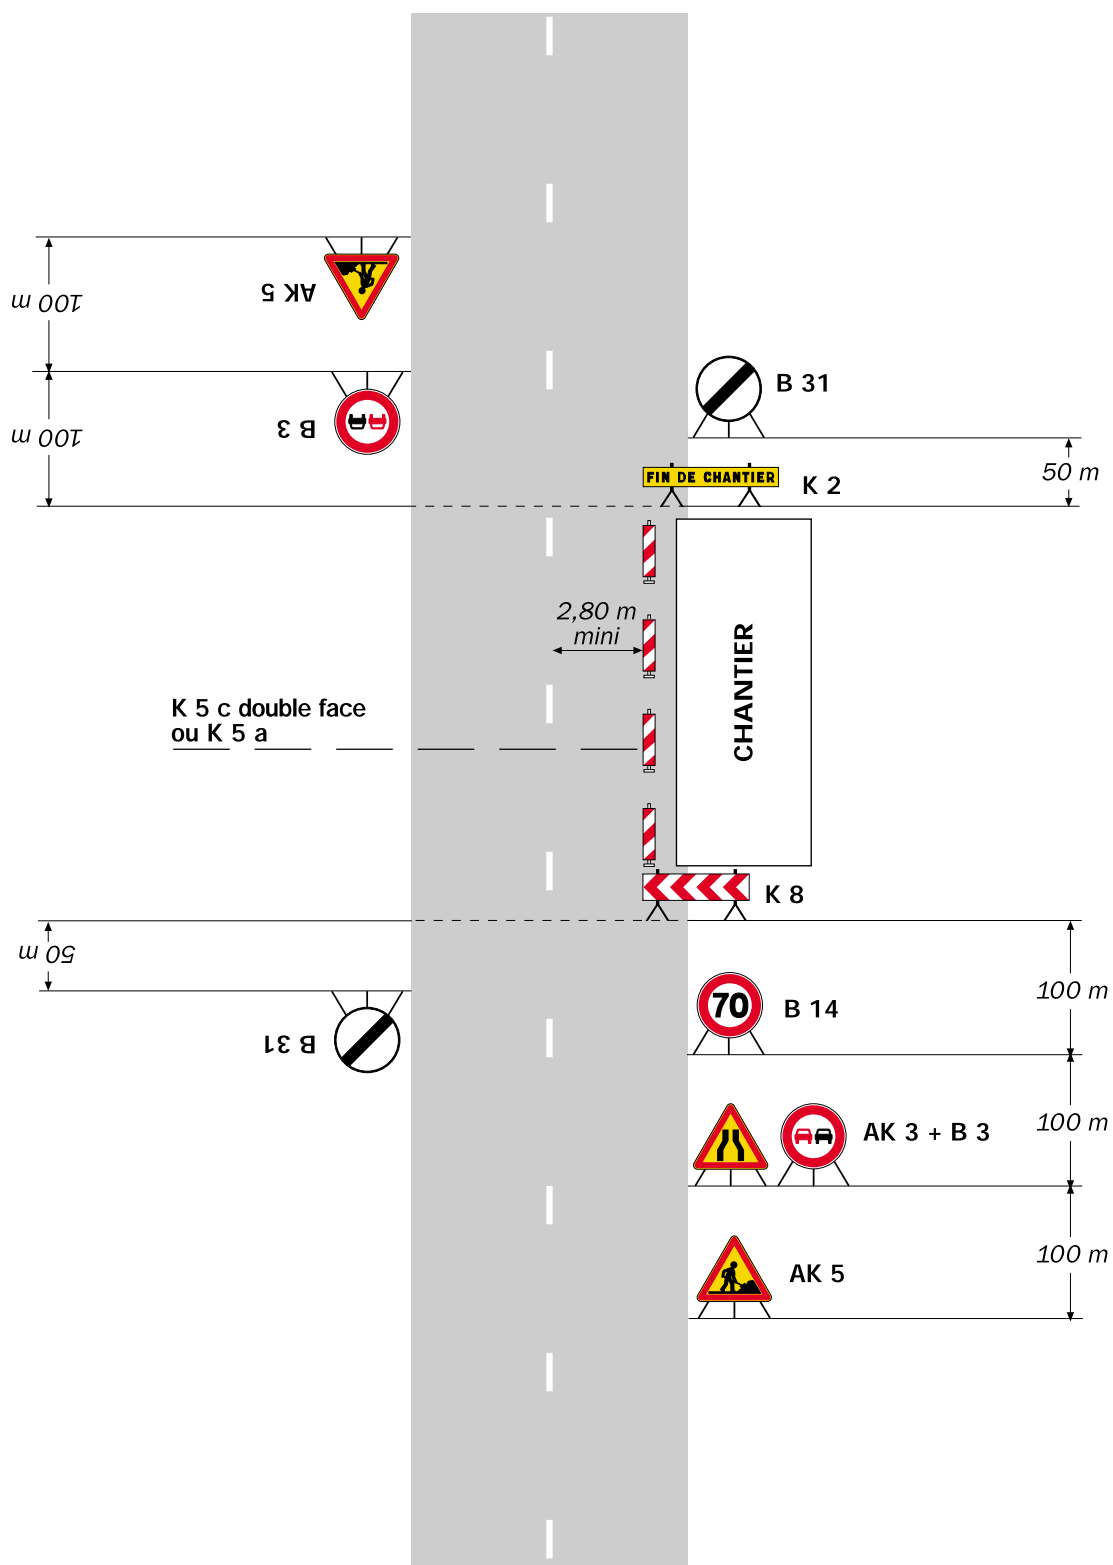 AK 5
100 m
B 3
100 m
B 31
50 m
FIN DE CHANTIER
K 2
2,80 m
mini
CHANTIER
K 5 c double face
ou K 5 a
K 8
50 m
B 31
70
B 14
100 m
AK 3 + B 3
100 m
AK 5
100 m